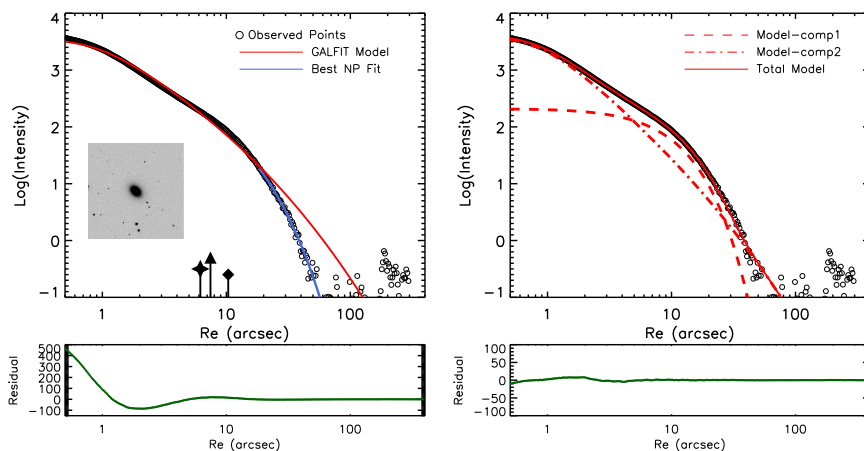 4
3
2
1
0
−1
Log(Intensity)
Observed Points
GALFIT Model
Best NP Fit
1
10
100
Re (arcsec)
4
3
2
1
0
−1
Log(Intensity)
Model-comp1
Model-comp2
Total Model
1
10
100
Re (arcsec)
500
400
300
200
100
0
−100
Residual
1
10
100
Re (arcsec)
100
50
0
−50
−100
Residual
1
10
100
Re (arcsec)